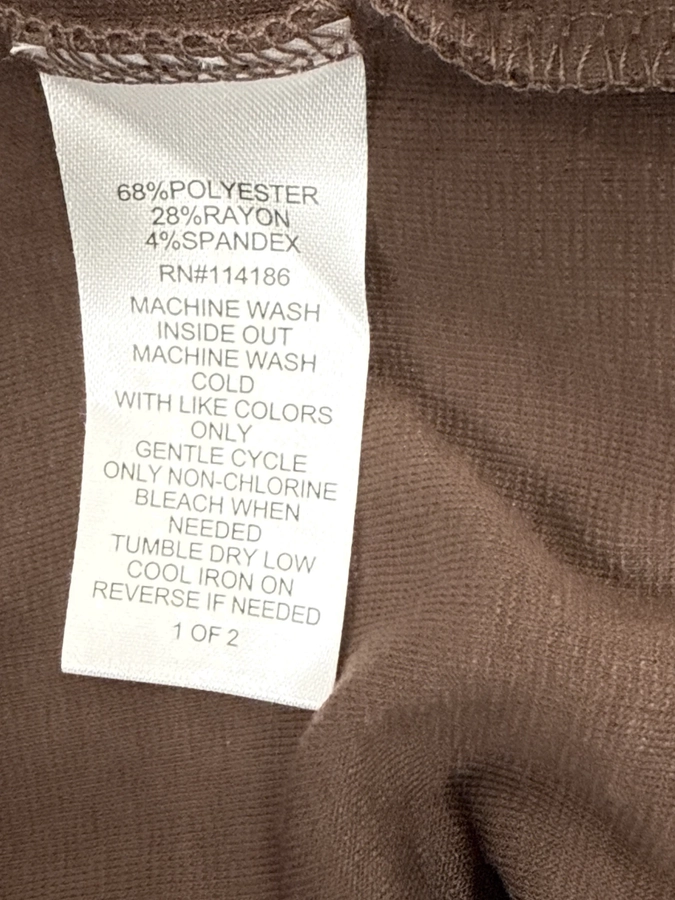 68%POLYESTER
28%RAYON
4%SPANDEX
RN#114186
MACHINE WASH
INSIDE OUT
MACHINE WASH
COLD
WITH LIKE COLORS
ONLY
GENTLE CYCLE
ONLY NON-CHLORINE
BLEACH WHEN
NEEDED
TUMBLE DRY LOW
COOL IRON ON
REVERSE IF NEEDED
1 OF 2